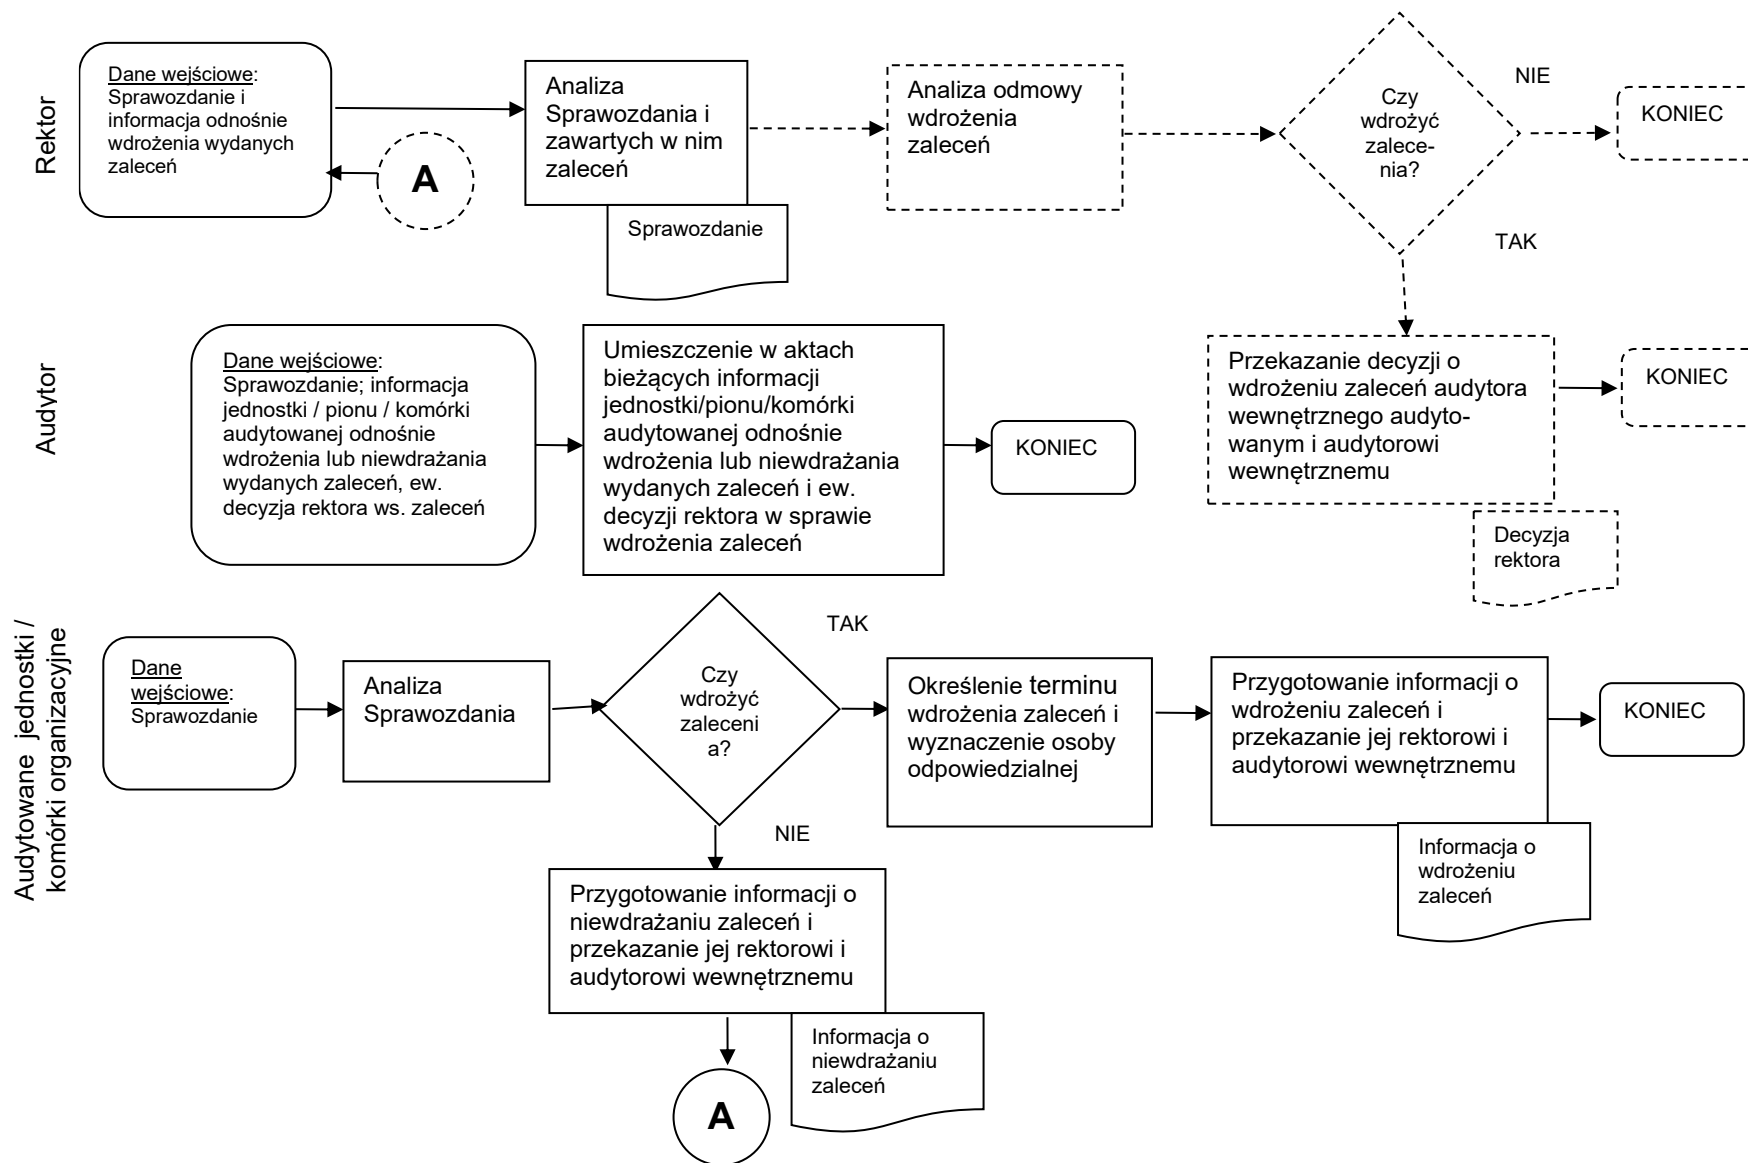 Rektor
Dane wejściowe:
Sprawozdanie i
informacja odnośnie
wdrożenia wydanych
zaleceń
A
Analiza
Sprawozdania i
zawartych w nim
zaleceń
Sprawozdanie
Analiza odmowy
wdrożenia
zaleceń
Czy
wdrożyć
zalece-
nia?
NIE
KONIEC
TAK
Audytor
Dane wejściowe:
Sprawozdanie; informacja
jednostki / pionu / komórki
audytowanej odnośnie
wdrożenia lub niewdrażania
wydanych zaleceń, ew.
decyzja rektora ws. zaleceń
Umieszczenie w aktach
bieżących informacji
jednostki/pionu/komórki
audytowanej odnośnie
wdrożenia lub niewdrażania
wydanych zaleceń i ew.
decyzji rektora w sprawie
wdrożenia zaleceń
KONIEC
Przekazanie decyzji o
wdrożeniu zaleceń audytora
wewnętrznego audyto-
wanym i audytorowi
wewnętrznemu
KONIEC
Decyzja
rektora
Audytowane jednostki /
komórki organizacyjne
Dane
wejściowe:
Sprawozdanie
Analiza
Sprawozdania
Czy
wdrożyć
zaleceni
a?
TAK
Określenie terminu
wdrożenia zaleceń i
wyznaczenie osoby
odpowiedzialnej
Przygotowanie informacji o
wdrożeniu zaleceń i
przekazanie jej rektorowi i
audytorowi wewnętrznemu
KONIEC
Informacja o
wdrożeniu
zaleceń
NIE
Przygotowanie informacji o
niewdrażaniu zaleceń i
przekazanie jej rektorowi i
audytorowi wewnętrznemu
Informacja o
niewdrażaniu
zaleceń
A